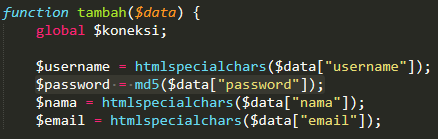 function tambah($data) {
global $koneksi;
$username = htmlspecialchars($data["username"]);
$password = md5($data["password"]);
$nama = htmlspecialchars($data["nama"]);
$email = htmlspecialchars($data["email"]);